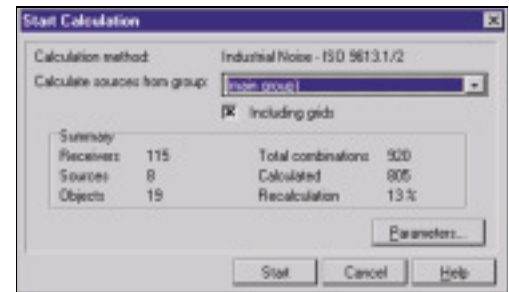 Start Calculation
Calculation method: Industrial Noise - ISO 9613.1/2
Calculate sources from group: [main group]
Including grids
Summary
Receivers 115 Total combinations 920
Sources 8 Calculated 805
Objects 19 Recalculation 13 %
Parameters...
Start Cancel Help